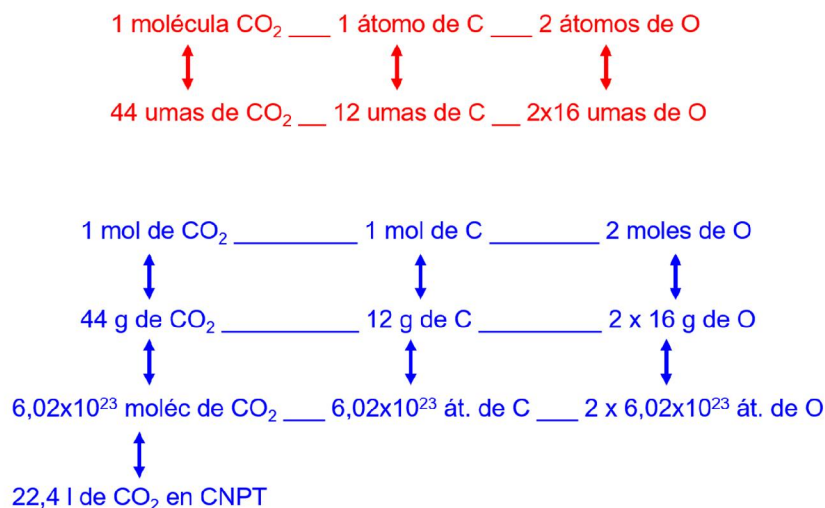 1 molécula CO₂ ___ 1 átomo de C ___ 2 átomos de O
44 umas de CO₂ __ 12 umas de C __ 2x16 umas de O
1 mol de CO₂ __________ 1 mol de C _________ 2 moles de O
44 g de CO₂ ____________ 12 g de C __________ 2 x 16 g de O
6,02x10²³ moléc de CO₂ ___ 6,02x10²³ át. de C ___ 2 x 6,02x10²³ át. de O
22,4 l de CO₂ en CNPT